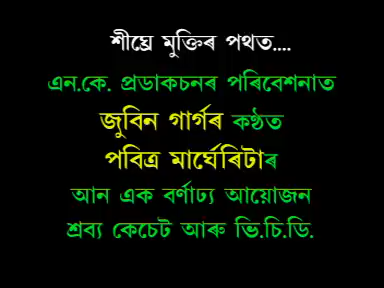 শীঘ্ৰে মুক্তিৰ পথত....
এন.কে. প্ৰডাকচনৰ পৰিবেশনাত
জুবিন গাৰ্গৰ কণ্ঠত
পবিত্ৰ মাৰ্ঘেৰিটাৰ
আন এক বৰ্ণাঢ্য আয়োজন
শ্ৰব্য কেচেট আৰু ভি.চি.ডি.